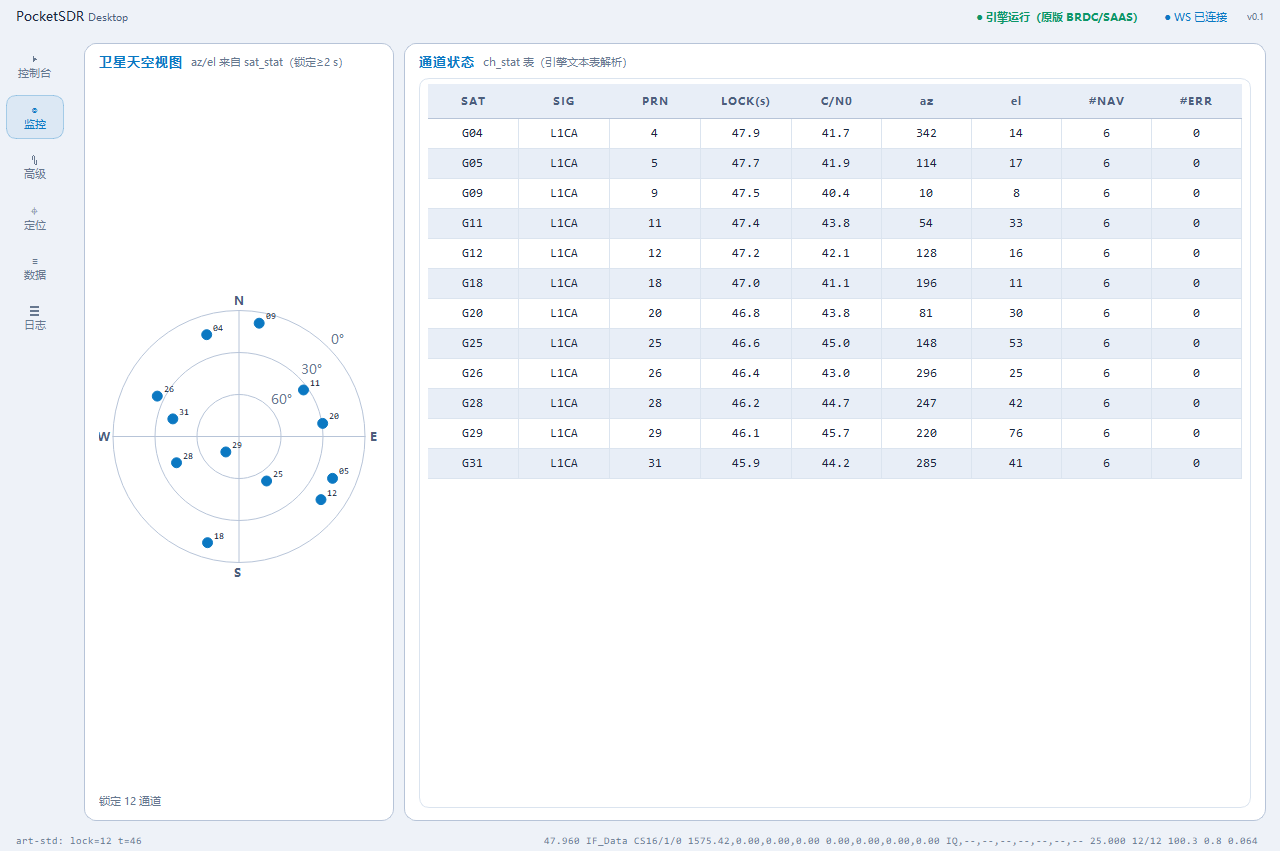 PocketSDR Desktop
● 引擎运行（原版 BRDC/SAAS） ● WS 已连接 v0.1
控制台
监控
高级
定位
数据
日志
卫星天空视图 az/el 来自 sat_stat（锁定≥2 s）
N
09
04
0°
30°
11
26
60°
31
20
W
E
29
28
25
05
12
18
S
锁定 12 通道
通道状态 ch_stat 表（引擎文本表解析）
SAT SIG PRN LOCK(s) C/N0 az el #NAV #ERR
G04 L1CA 4 47.9 41.7 342 14 6 0
G05 L1CA 5 47.7 41.9 114 17 6 0
G09 L1CA 9 47.5 40.4 10 8 6 0
G11 L1CA 11 47.4 43.8 54 33 6 0
G12 L1CA 12 47.2 42.1 128 16 6 0
G18 L1CA 18 47.0 41.1 196 11 6 0
G20 L1CA 20 46.8 43.8 81 30 6 0
G25 L1CA 25 46.6 45.0 148 53 6 0
G26 L1CA 26 46.4 43.0 296 25 6 0
G28 L1CA 28 46.2 44.7 247 42 6 0
G29 L1CA 29 46.1 45.7 220 76 6 0
G31 L1CA 31 45.9 44.2 285 41 6 0
art-std: lock=12 t=46
47.960 IF_Data CS16/1/0 1575.42,0.00,0.00,0.00 0.00,0.00,0.00,0.00 IQ,--,--,--,--,--,--,-- 25.000 12/12 100.3 0.8 0.064